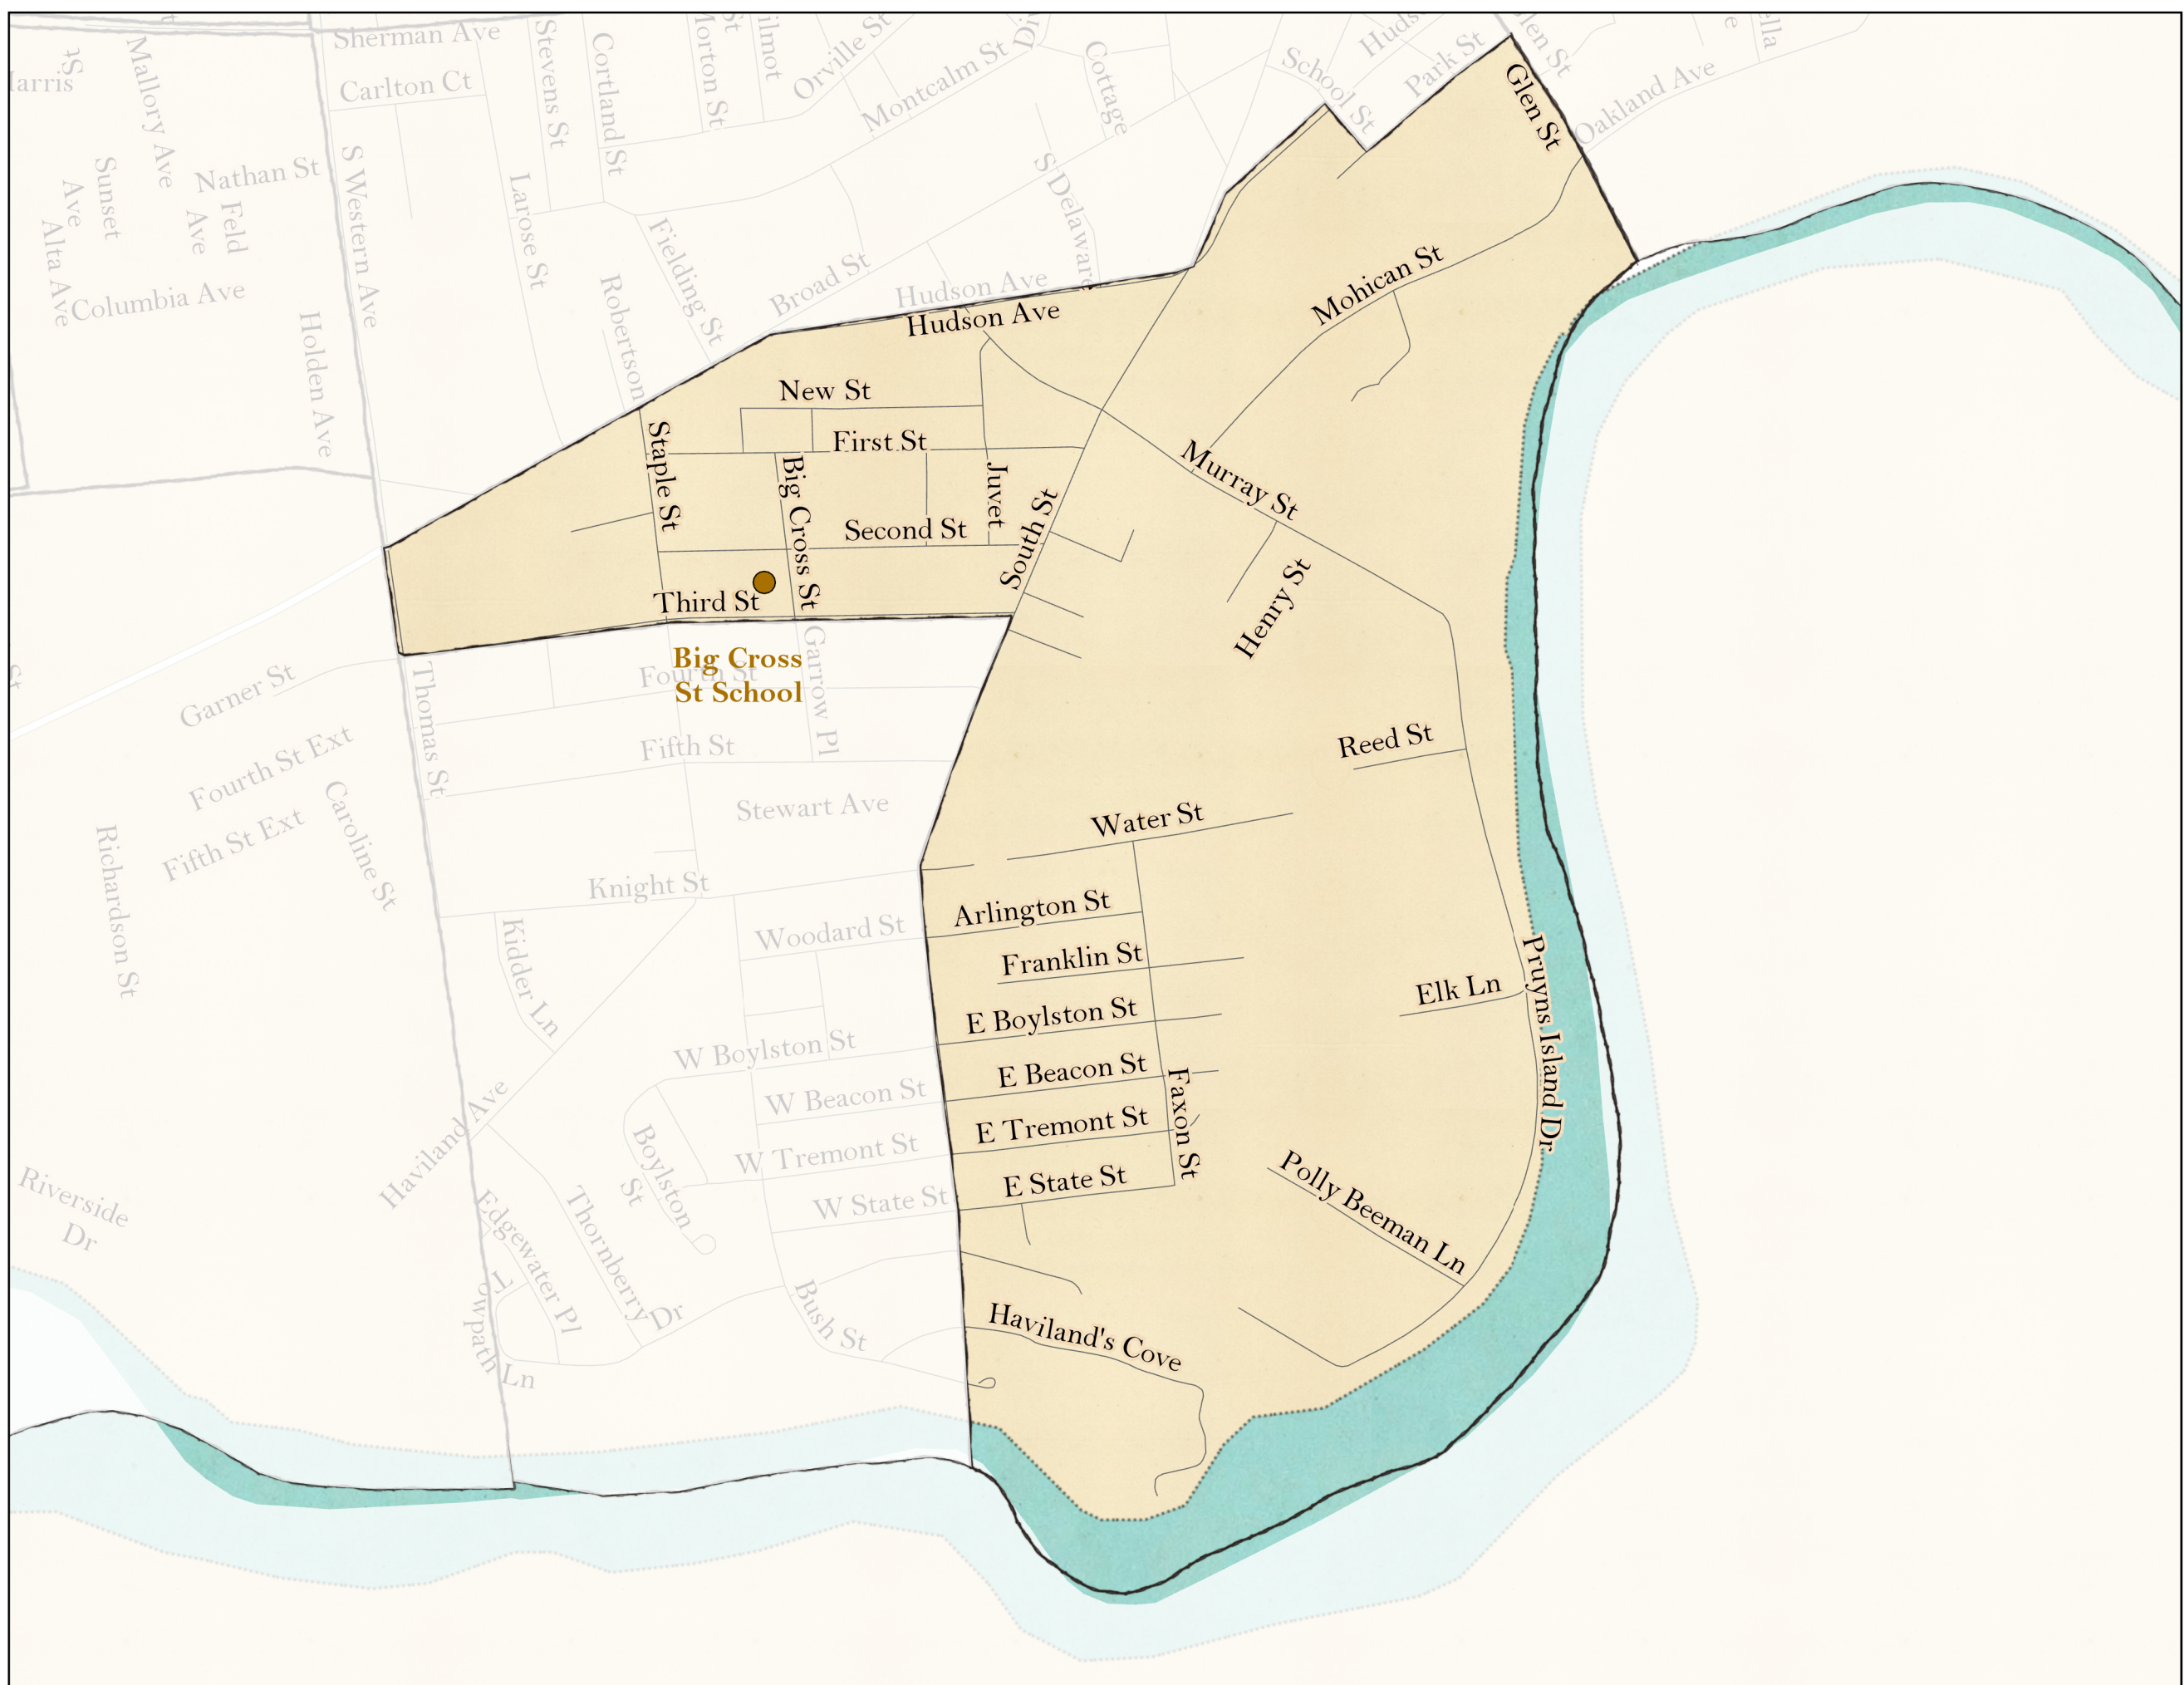 Sherman Ave
Carlton Ct
Stevens St
Cortland St
Morton St
St
Orville St
Montcalm St
Cottage
School St
Park St
Glen St
Glen St
Oakland Ave
St
Mallory Ave
Nathan St
Sunset
Ave
Feld
Ave
Alta Ave
Columbia Ave
S Western Ave
Holden Ave
Larose St
Fielding St
Robertson
Broad St
Hudson Ave
S Delaware
Hudson Ave
Mohican St
New St
First St
Staple St
Big Cross St
Juvet
Second St
South St
Murray St
Henry St
Third St
Big Cross
St School
Fourth St
Garrow Pl
Garner St
Thomas St
Fifth St
Fourth St Ext
Fifth St Ext
Caroline St
Richardson St
Stewart Ave
Reed St
Water St
Knight St
Arlington St
Woodard St
Franklin St
Kidder Ln
Elk Ln
Pruyns Island Dr
E Boylston St
W Boylston St
E Beacon St
W Beacon St
Faxon St
E Tremont St
W Tremont St
Haviland Ave
Boylston
St
E State St
W State St
Polly Beeman Ln
Riverside
Dr
Edgewater Pl
Thornberry Dr
Towpath Ln
Bush St
Haviland's Cove